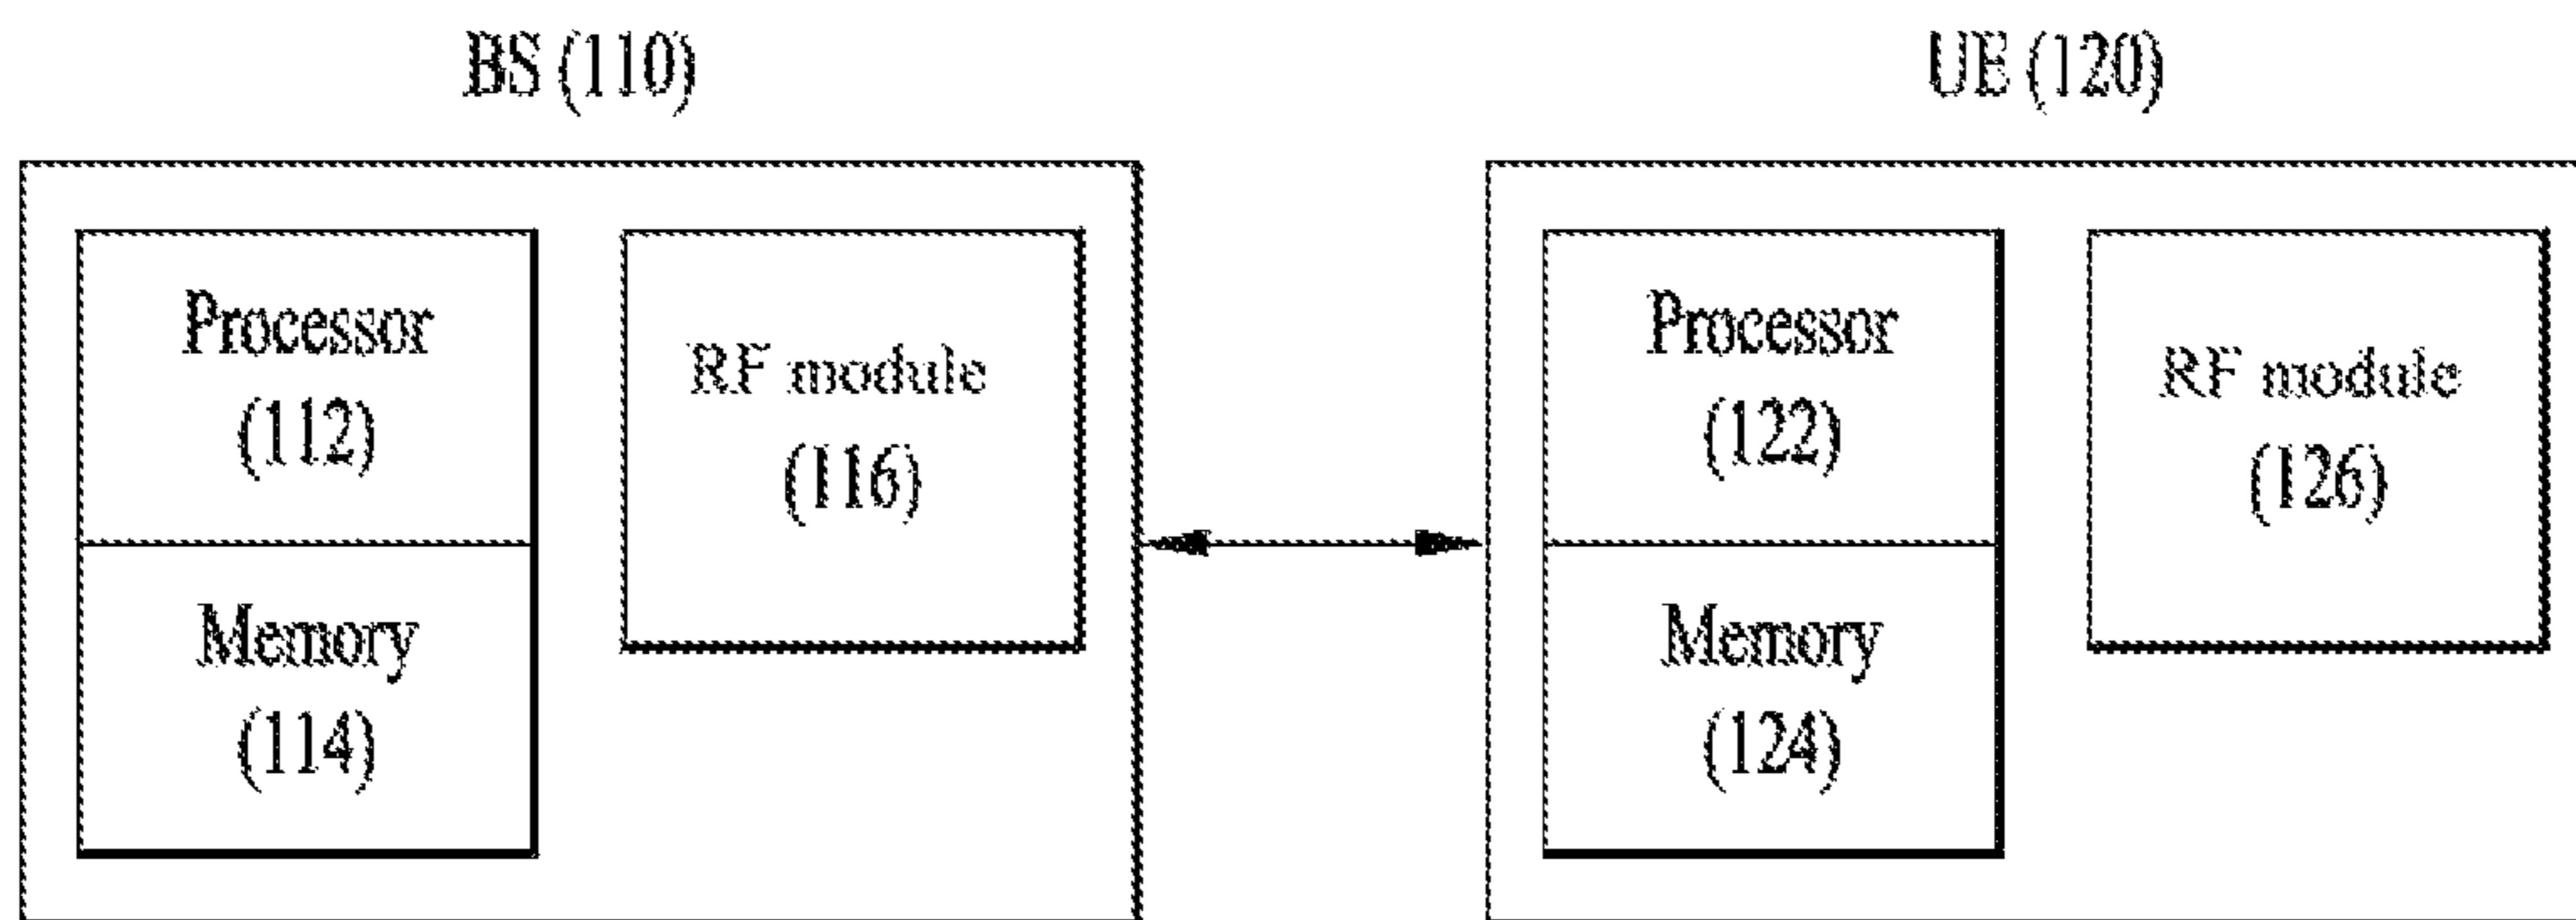 BS (110)
Processor
(112)
Memory
(114)
RF module
(116)
UE (120)
Processor
(122)
Memory
(124)
RF module
(126)